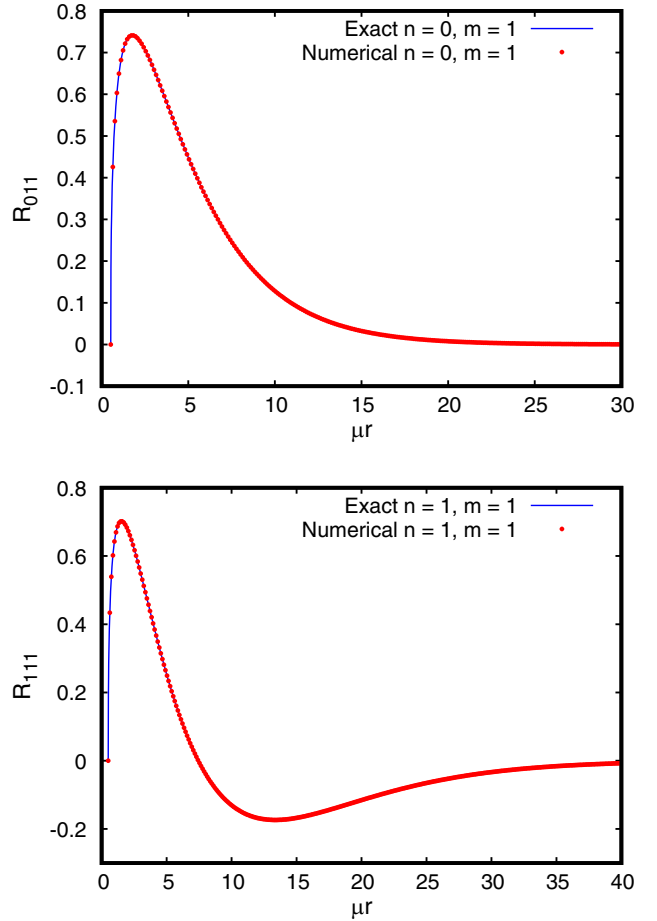 0.8
Exact n = 0, m = 1
0.7
Numerical n = 0, m = 1
0.6
0.5
0.4
0.3
0.2
0.1
0
-0.1
R₀₁₁
0 5 10 15 20 25 30
μr
0.8
Exact n = 1, m = 1
Numerical n = 1, m = 1
0.6
0.4
0.2
0
-0.2
R₁₁₁
5 10 15 20 25 30 35 40
μr